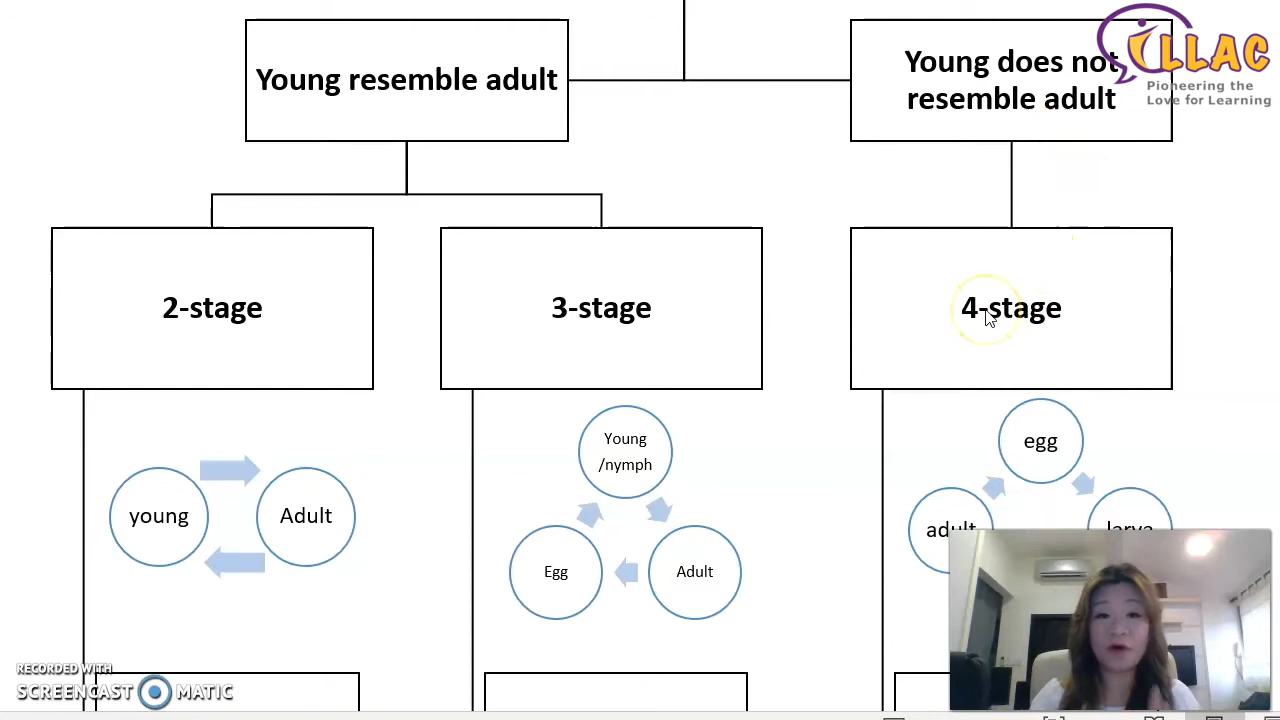 Young resemble adult
Young does not
resemble adult
iLLAC
Pioneering the
Love for Learning
2-stage
3-stage
4-stage
young
Adult
Young
/nymph
Egg
Adult
egg
adult
larva
RECORDED WITH
SCREENCAST MATIC